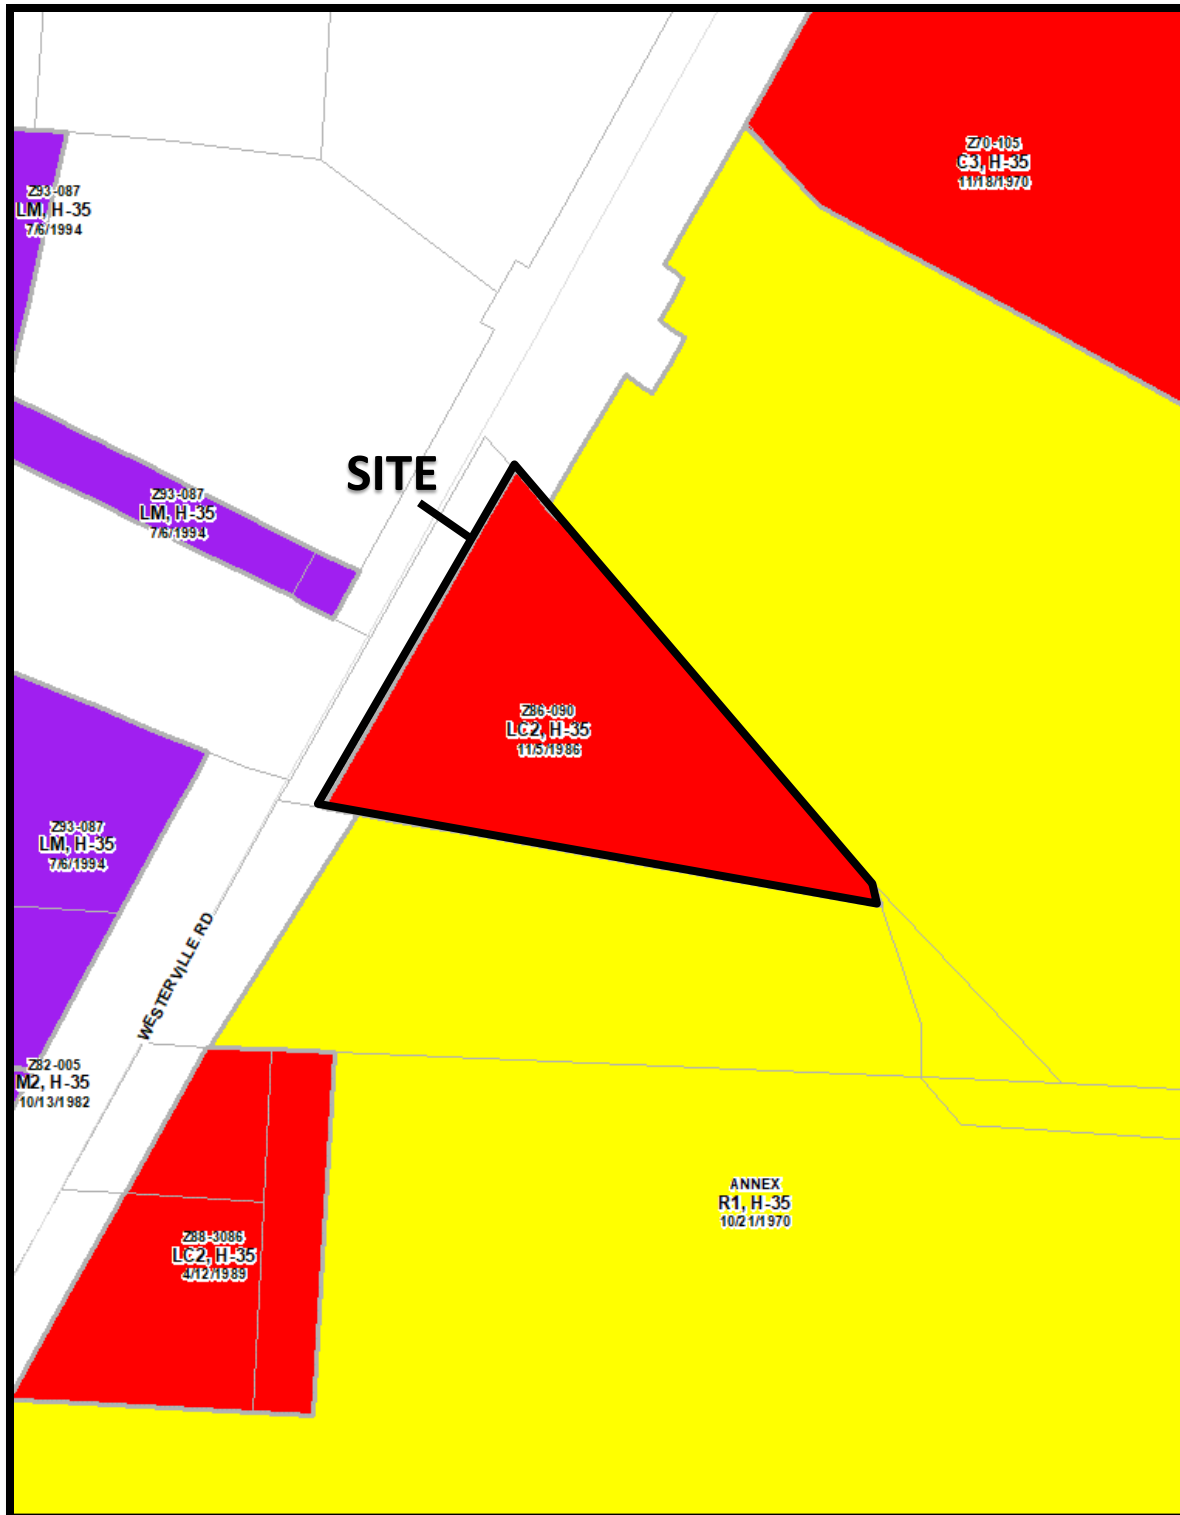 Z70-105
C3, H-35
11/18/1970
Z93-087
LM, H-35
7/6/1994
SITE
Z93-087
LM, H-35
7/6/1994
Z86-090
LC2, H-35
11/5/1986
Z93-087
LM, H-35
7/6/1994
WESTERVILLE RD
Z82-005
M2, H-35
10/13/1982
ANNEX
R1, H-35
10/21/1970
Z88-3086
LC2, H-35
4/12/1989